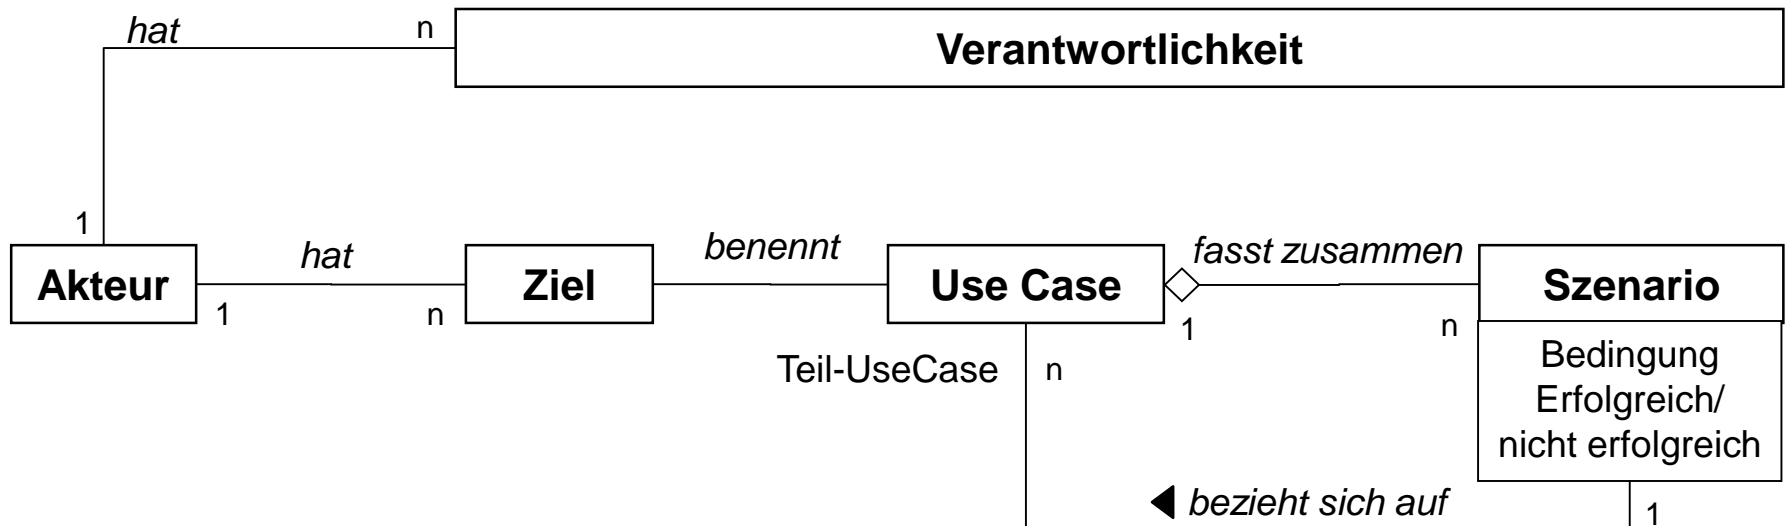 hat
n
Verantwortlichkeit
1
Akteur
hat
1
n
Ziel
benennt
Use Case
fasst zusammen
1
n
Szenario
Teil-UseCase
n
Bedingung
Erfolgreich/
nicht erfolgreich
bezieht sich auf
1